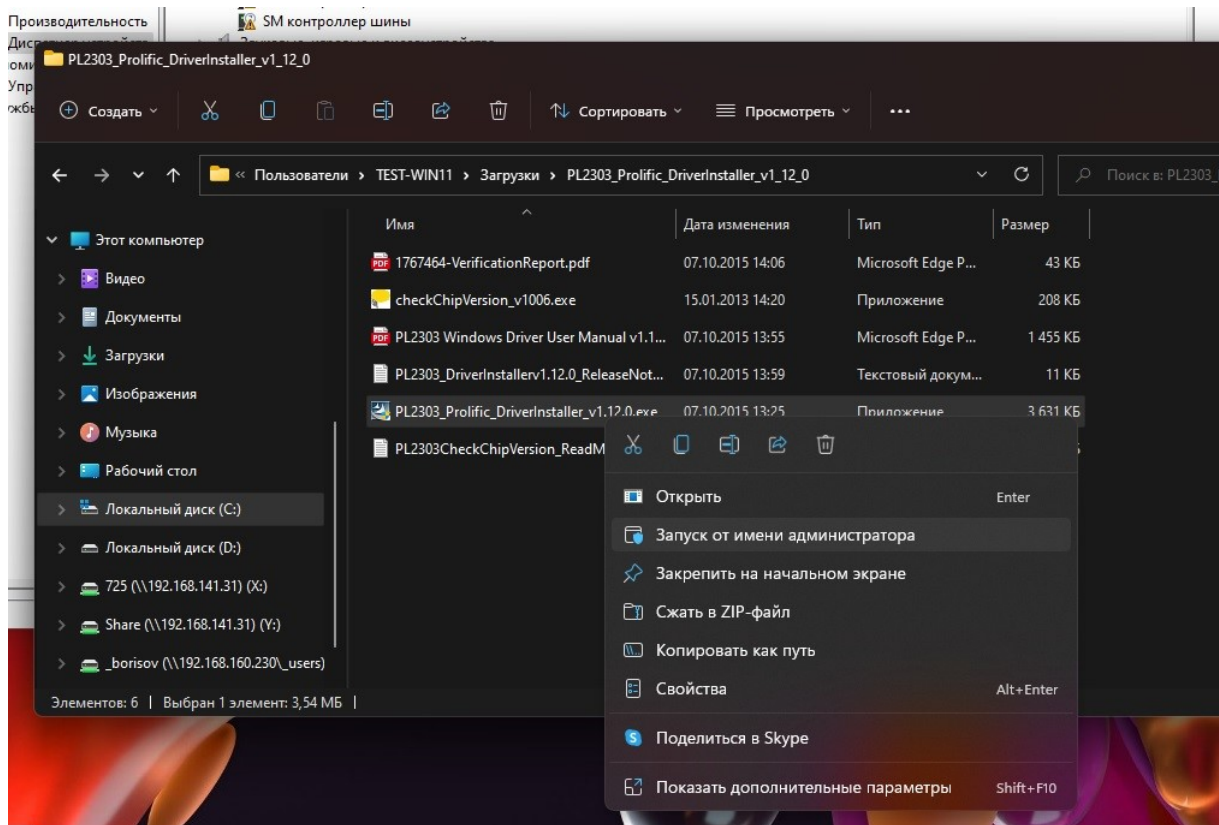 Производительность
SM контроллер шины
PL2303_Prolific_DriverInstaller_v1_12_0
Создать
Сортировать
Просмотреть
« Пользователи > TEST-WIN11 > Загрузки > PL2303_Prolific_DriverInstaller_v1_12_0
Поиск в: PL2303_
Имя Дата изменения Тип Размер
Этот компьютер
Видео
Документы
Загрузки
Изображения
Музыка
Рабочий стол
Локальный диск (C:)
Локальный диск (D:)
725 (\\192.168.141.31) (X:)
Share (\\192.168.141.31) (Y:)
_borisov (\\192.168.160.230\_users)
1767464-VerificationReport.pdf 07.10.2015 14:06 Microsoft Edge P... 43 КБ
checkChipVersion_v1006.exe 15.01.2013 14:20 Приложение 208 КБ
PL2303 Windows Driver User Manual v1.1... 07.10.2015 13:55 Microsoft Edge P... 1 455 КБ
PL2303_DriverInstallerv1.12.0_ReleaseNot... 07.10.2015 13:59 Текстовый докум... 11 КБ
PL2303_Prolific_DriverInstaller_v1.12.0.exe 07.10.2015 13:25 Приложение 3 631 КБ
PL2303CheckChipVersion_ReadM
Открыть Enter
Запуск от имени администратора
Закрепить на начальном экране
Сжать в ZIP-файл
Копировать как путь
Свойства Alt+Enter
Поделиться в Skype
Показать дополнительные параметры Shift+F10
Элементов: 6 | Выбран 1 элемент: 3,54 МБ |